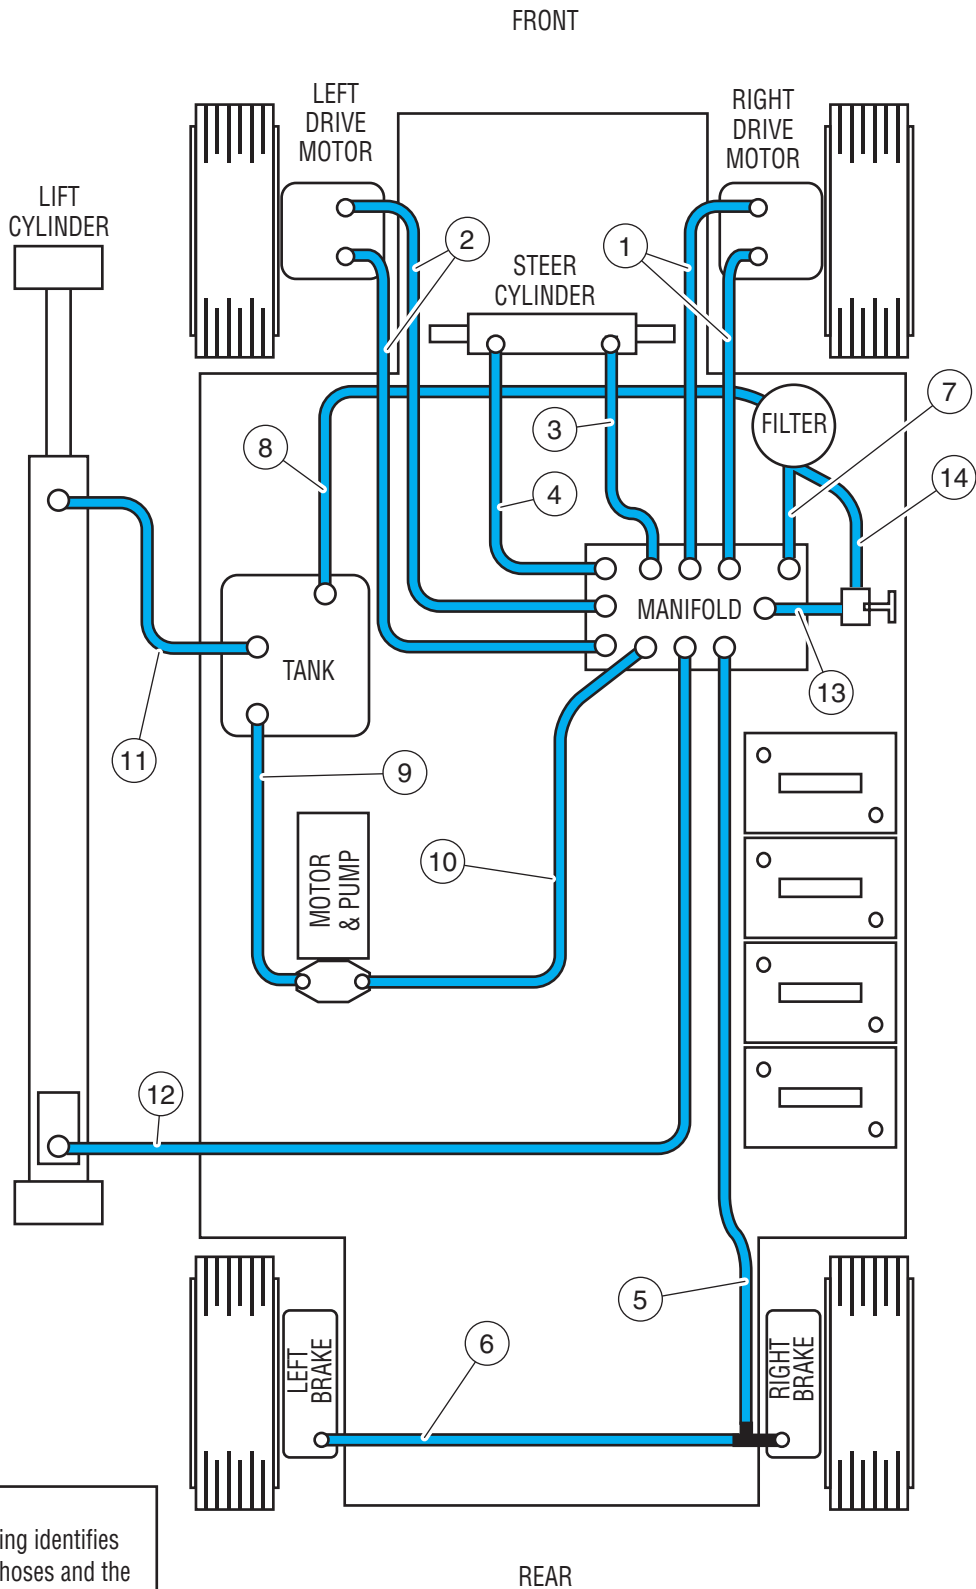 FRONT
LEFT
DRIVE
MOTOR
RIGHT
DRIVE
MOTOR
LIFT
CYLINDER
2
1
STEER
CYLINDER
7
FILTER
3
8
14
4
MANIFOLD
TANK
13
11
9
MOTOR
& PUMP
10
12
5
6
LEFT
BRAKE
RIGHT
BRAKE
ing identifies
hoses and the
REAR